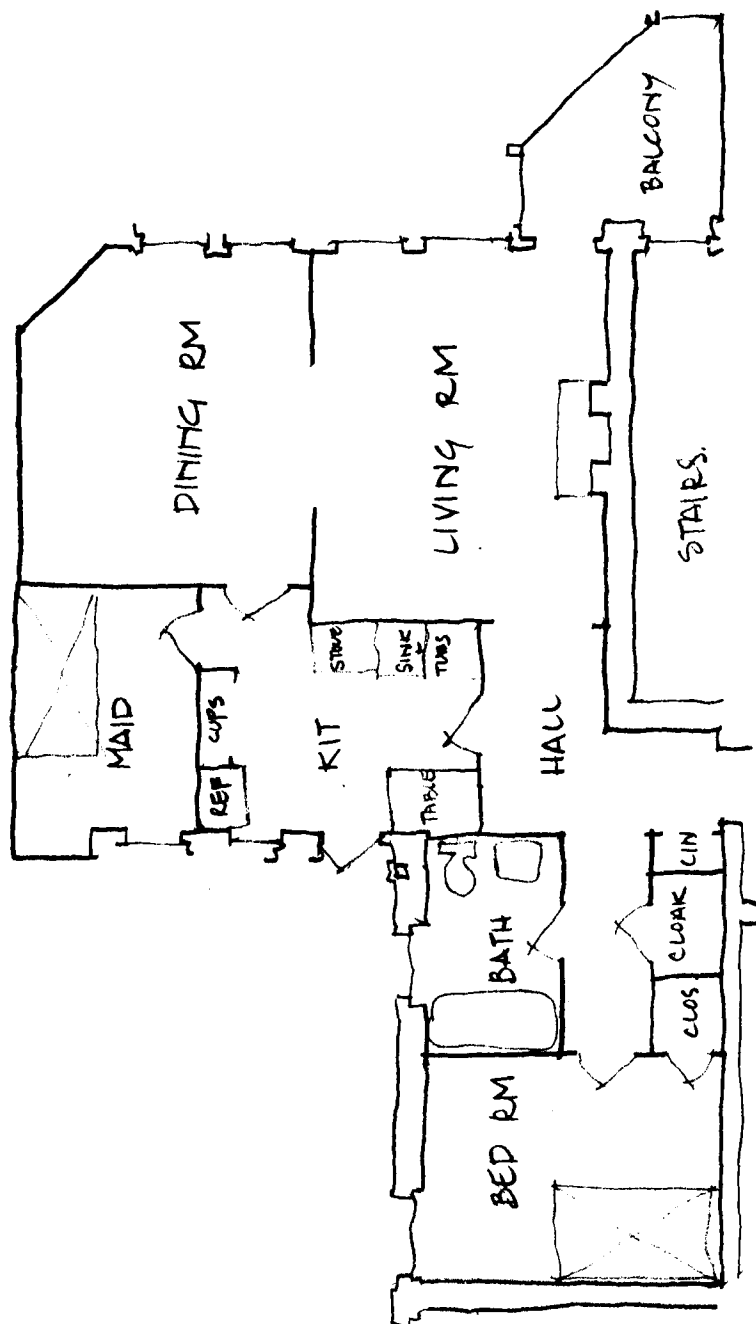 BALCONY
DINING RM
LIVING RM
STAIRS.
MAID
CUPS
REF
KIT
STOVE
SINK +
TUBS
TABLE
HALL
BATH
LIN
CLOAK
CLOS.
BED RM